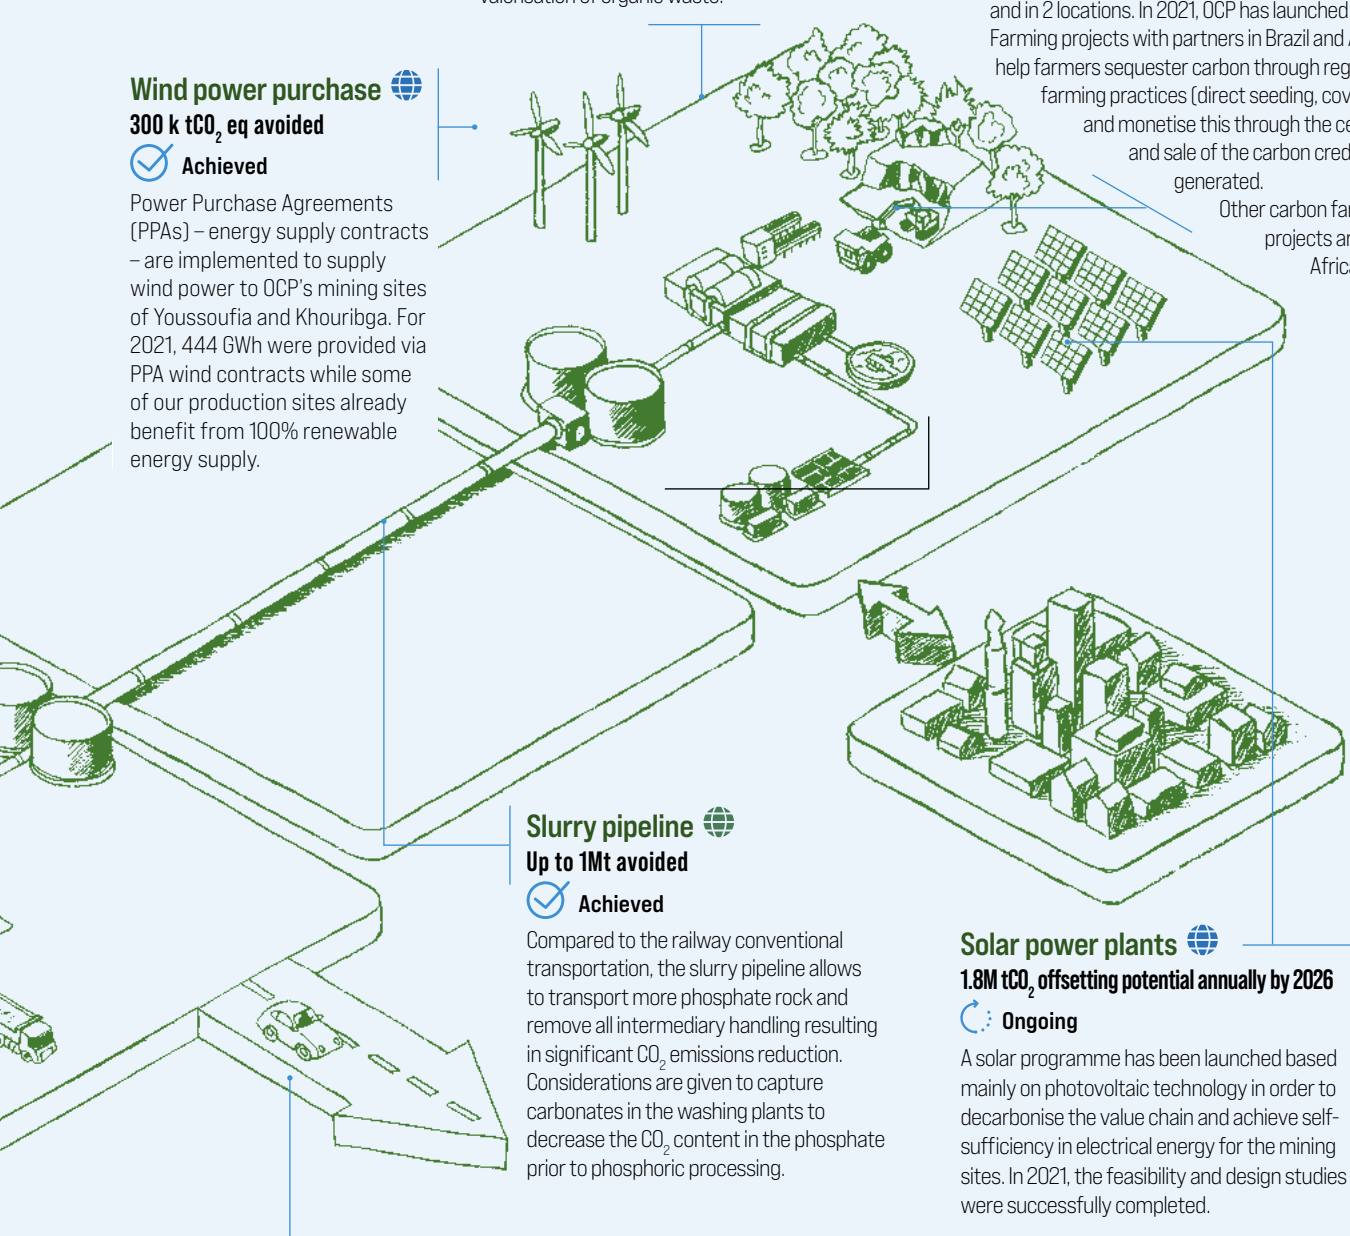 valorisation of organic waste.
and in 2 locations. In 2021, OCP has launched
Farming projects with partners in Brazil and
help farmers sequester carbon through
farming practices (direct seeding,
and monetise this through the
and sale of the carbon
generated.
Other carbon
projects
Wind power purchase
300 k tCO₂ eq avoided
Achieved
Power Purchase Agreements
(PPAs) – energy supply contracts
– are implemented to supply
wind power to OCP's mining sites
of Youssoufia and Khouribga. For
2021, 444 GWh were provided via
PPA wind contracts while some
of our production sites already
benefit from 100% renewable
energy supply.
Slurry pipeline
Up to 1Mt avoided
Achieved
Compared to the railway conventional
transportation, the slurry pipeline allows
to transport more phosphate rock and
remove all intermediary handling resulting
in significant CO₂ emissions reduction.
Considerations are given to capture
carbonates in the washing plants to
decrease the CO₂ content in the phosphate
prior to phosphoric processing.
Solar power plants
1.8M tCO₂ offsetting potential annually by 2026
Ongoing
A solar programme has been launched based
mainly on photovoltaic technology in order to
decarbonise the value chain and achieve self-
sufficiency in electrical energy for the mining
sites. In 2021, the feasibility and design studies
were successfully completed.